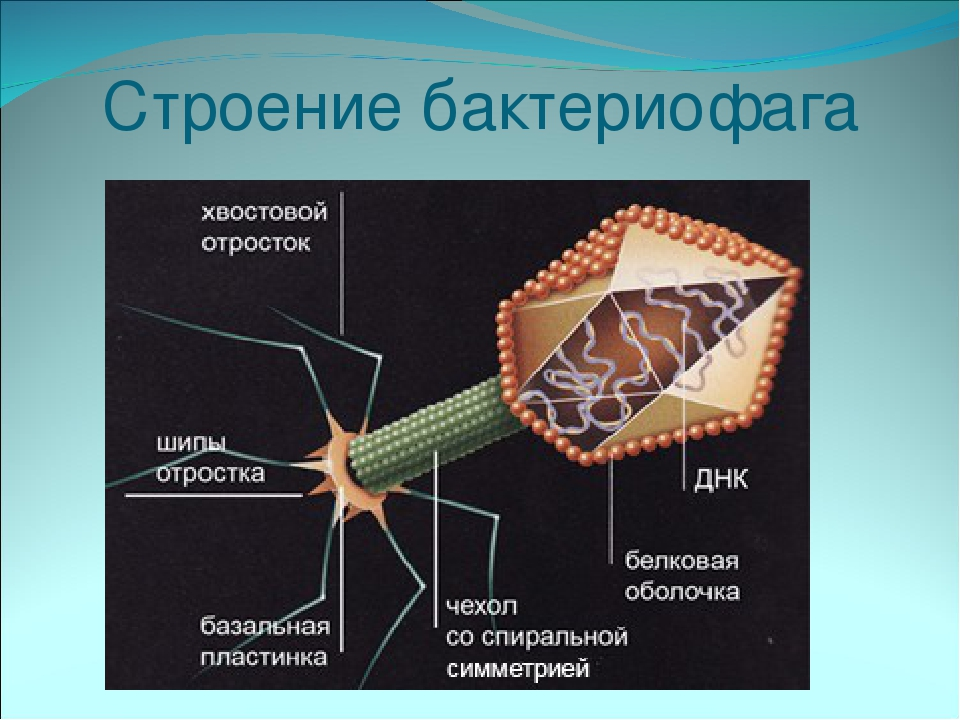 Строение бактериофага
хвостовой
отросток
шипы
отростка
ДНК
белковая
оболочка
чехол
со спиральной
симметрией
базальная
пластинка